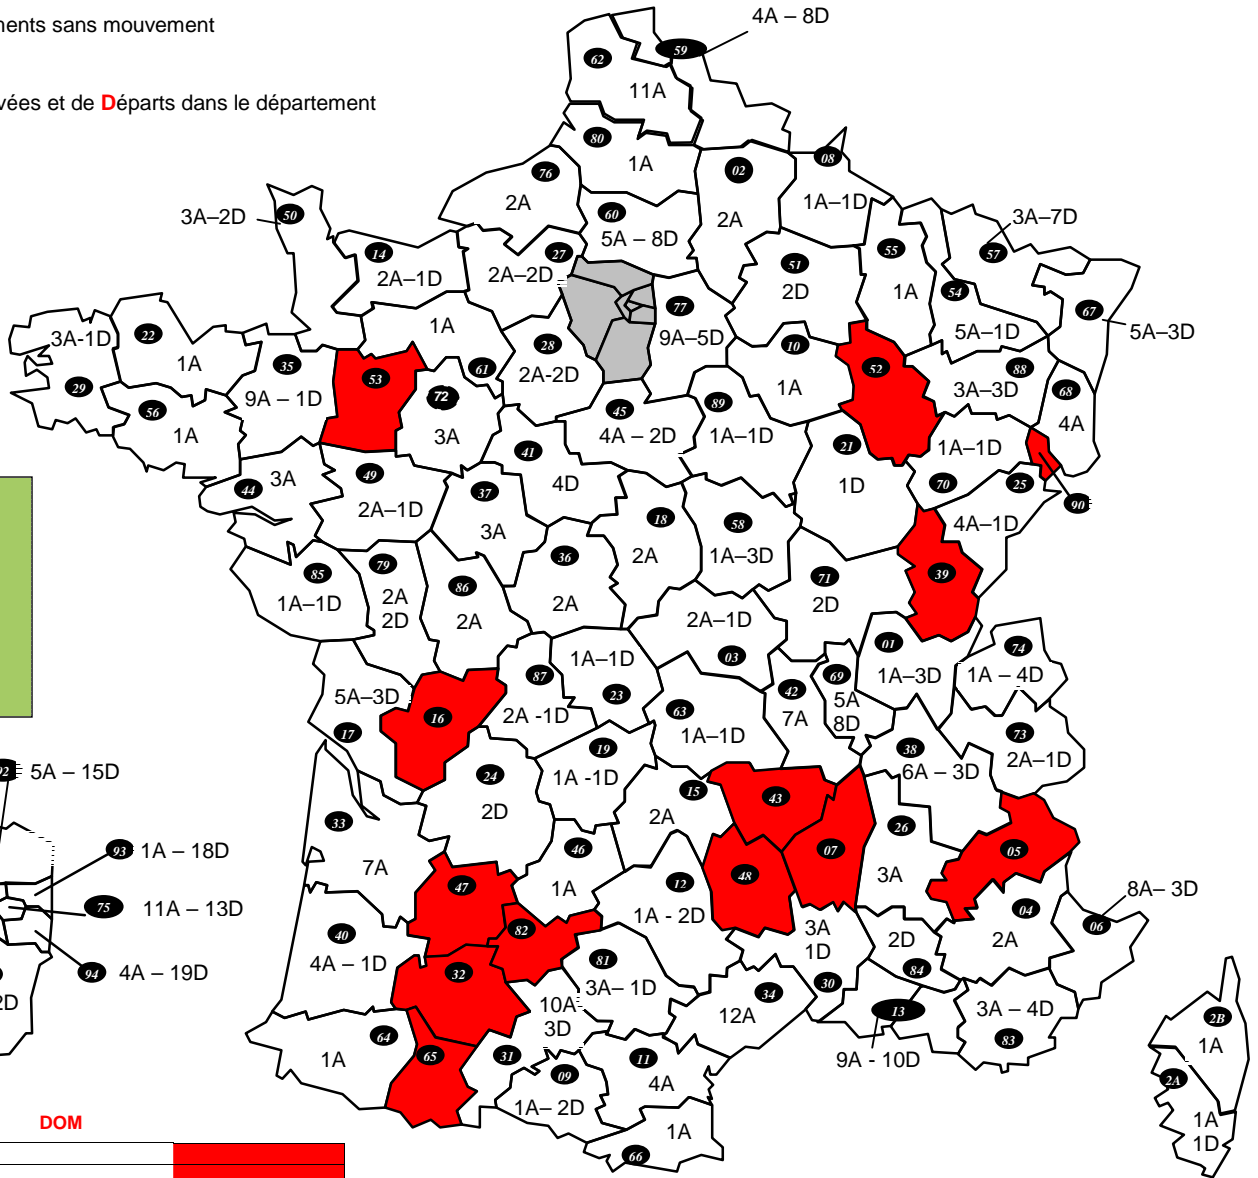 ments sans mouvement
4A – 8D
59
62
11A
vées et de Départs dans le département
80
1A
76
2A
02
2A
08
1A–1D
60
5A – 8D
50
3A–2D
3A–7D
57
14
2A–1D
27
2A–2D
51
2D
55
1A
54
5A–1D
67
5A–3D
77
9A–5D
3A-1D
29
22
1A
1A
61
28
2A-2D
10
1A
52
88
3A–3D
68
4A
35
9A – 1D
53
72
3A
56
1A
45
4A – 2D
89
1A–1D
21
1D
1A–1D
70
25
4A–1D
90
41
4D
44
3A
49
2A–1D
37
3A
18
2A
58
1A–3D
36
2A
85
1A–1D
79
2A
2D
86
2A
71
2D
39
2A–1D
03
01
1A–3D
74
1A – 4D
1A–1D
23
87
2A -1D
42
7A
69
5A
8D
5A–3D
17
16
63
1A–1D
38
6A – 3D
73
2A–1D
19
1A -1D
24
2D
92
5A – 15D
15
2A
43
33
7A
26
3A
05
07
93
1A – 18D
46
1A
48
47
12
1A - 2D
75
11A – 13D
04
2A
8A– 3D
06
82
40
4A – 1D
3A
1D
30
2D
84
32
81
3A– 1D
94
4A – 19D
2D
10A
3D
34
12A
13
9A - 10D
3A – 4D
83
2B
1A
64
1A
65
31
09
1A– 2D
11
4A
2A
1A
1D
DOM
1A
66